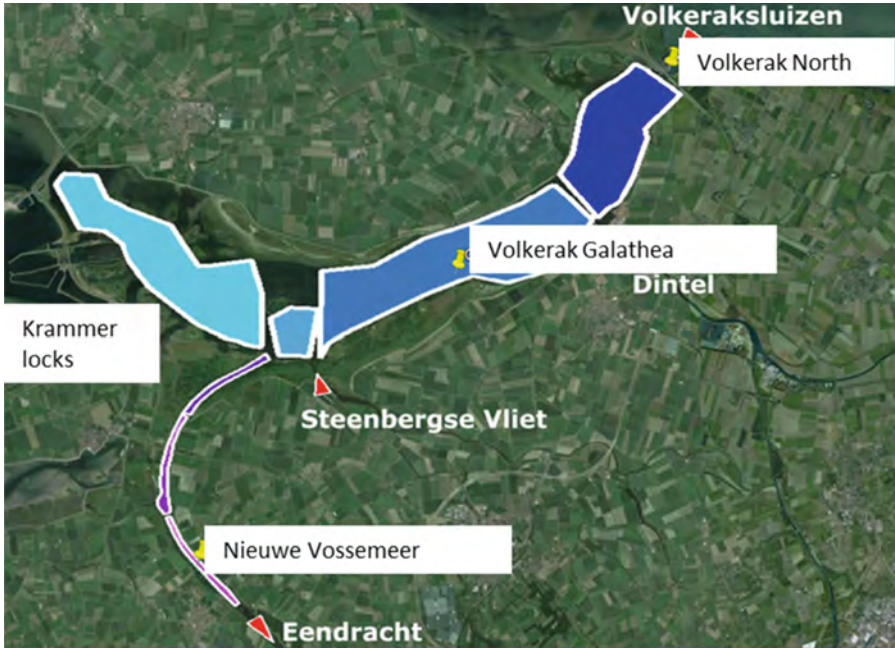 Volkeraksluizen
Volkerak North
Volkerak Galathea
Dintel
Krammer
locks
Steenbergse Vliet
Nieuwe Vossemeer
Eendracht